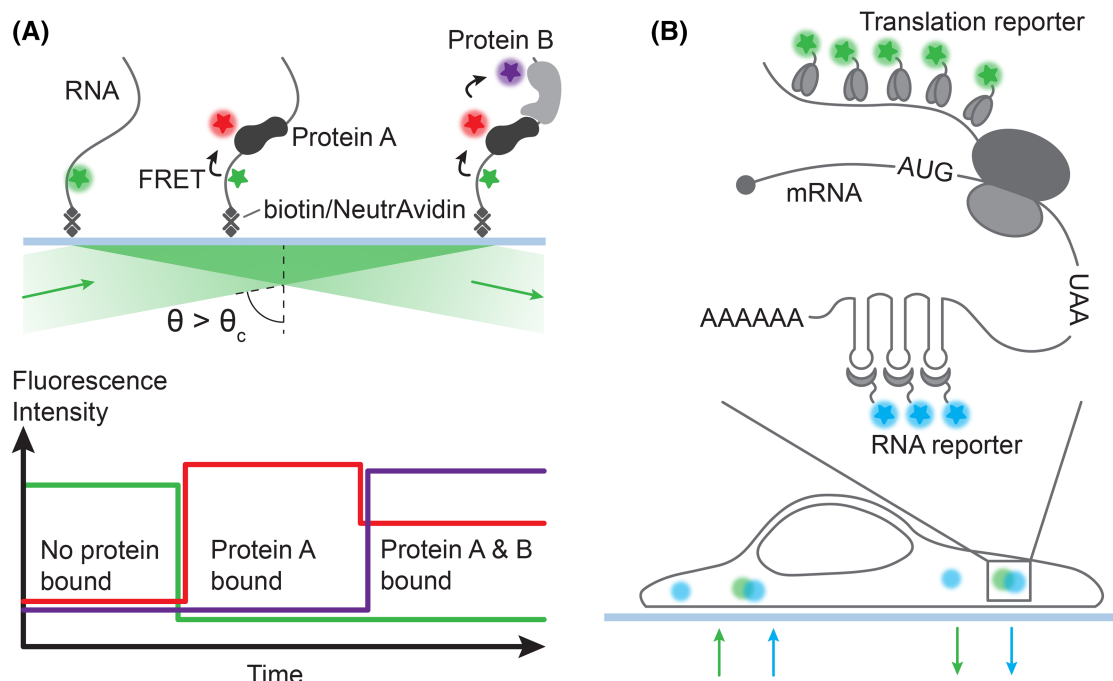 (A)
RNA
Protein B
Protein A
FRET
biotin/NeutrAvidin
θ > θc
Fluorescence
Intensity
No protein
bound
Protein A
bound
Protein A & B
bound
Time
(B)
Translation reporter
AUG
mRNA
UAA
AAAAAA
RNA reporter